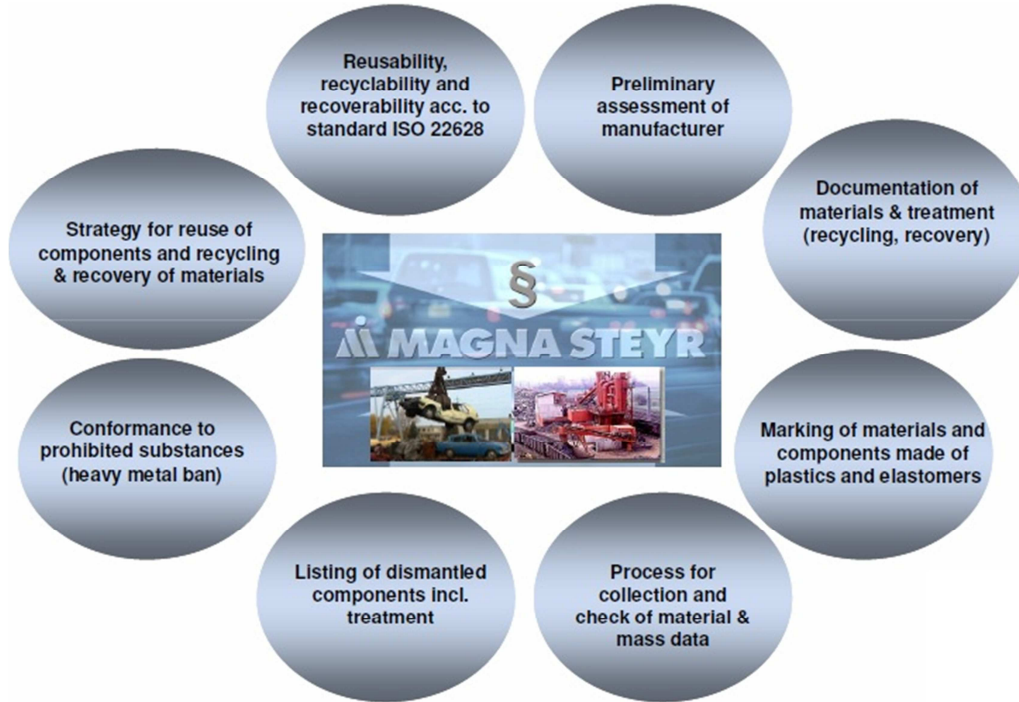 Reusability,
recyclability and
recoverability acc. to
standard ISO 22628
Preliminary
assessment of
manufacturer
Documentation of
materials & treatment
(recycling, recovery)
Strategy for reuse of
components and recycling
& recovery of materials
§
MAGNA STEYR
Conformance to
prohibited substances
(heavy metal ban)
Marking of materials and
components made of
plastics and elastomers
Listing of dismantled
components incl.
treatment
Process for
collection and
check of material &
mass data